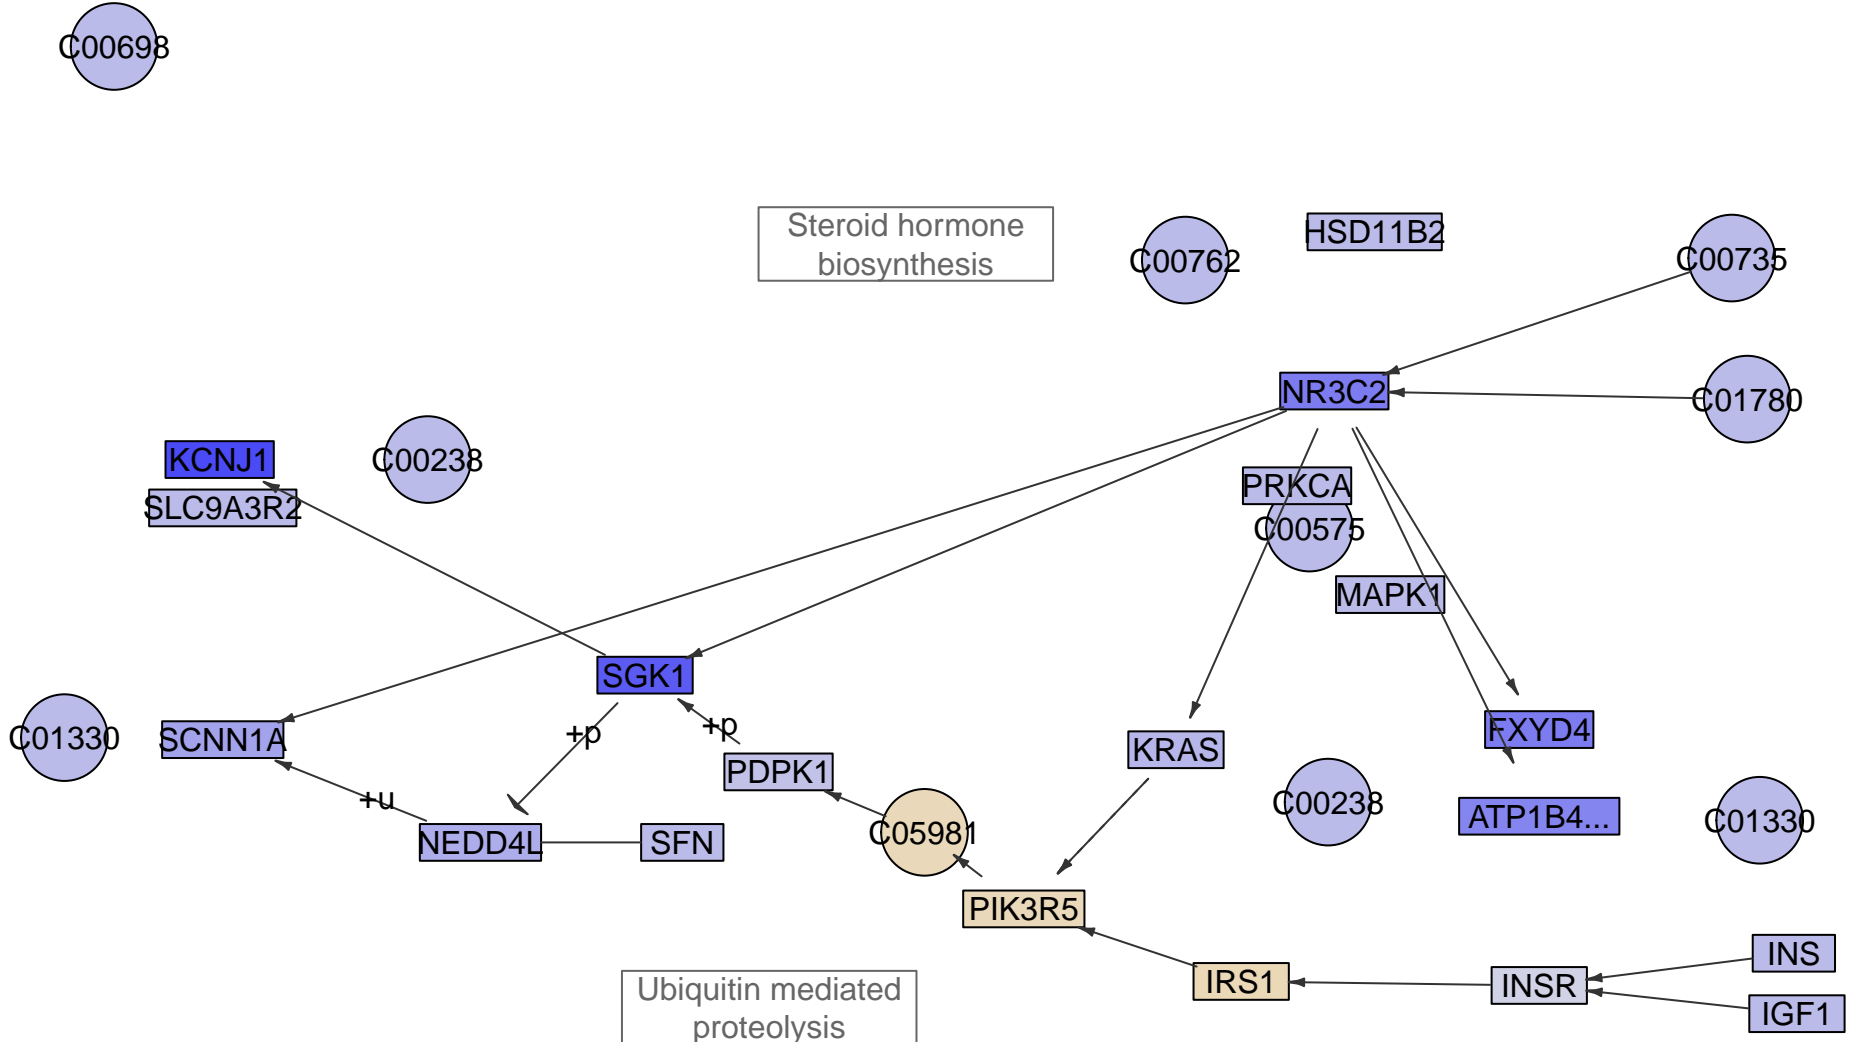 C00698
Steroid hormone
biosynthesis
C00762
HSD11B2
C00735
NR3C2
C01780
KCNJ1
C00238
SLC9A3R2
PRKCA
C00575
MAPK1
SGK1
C01330
SCNN1A
+p
+p
PDPK1
KRAS
FXYD4
+u
C00238
ATP1B4...
C01330
NEDD4L
SFN
C05981
PIK3R5
INS
IRS1
INSR
IGF1
Ubiquitin mediated
proteolysis